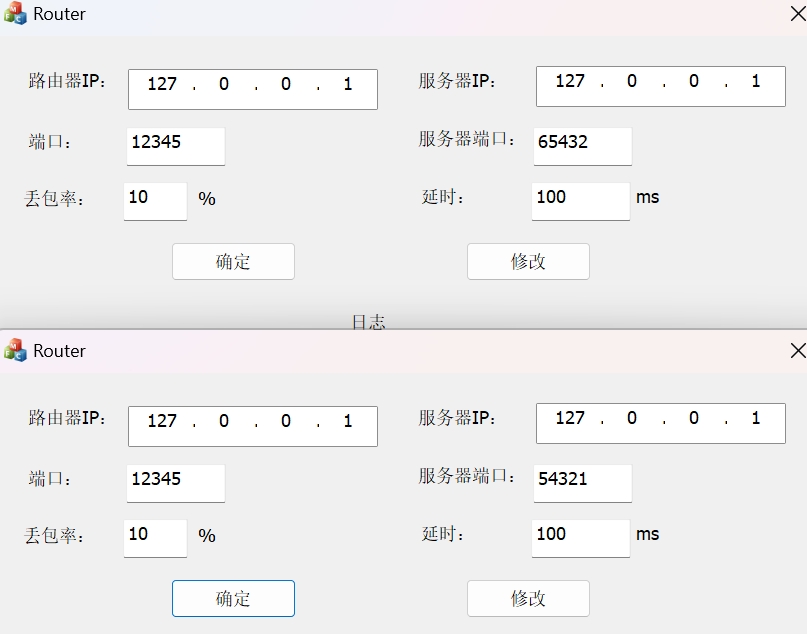 Router
路由器IP: 127 . 0 . 0 . 1 服务器IP: 127 . 0 . 0 . 1
端口: 12345 服务器端口: 65432
丢包率: 10 % 延时: 100 ms
确定 修改
日志
Router
路由器IP: 127 . 0 . 0 . 1 服务器IP: 127 . 0 . 0 . 1
端口: 12345 服务器端口: 54321
丢包率: 10 % 延时: 100 ms
确定 修改